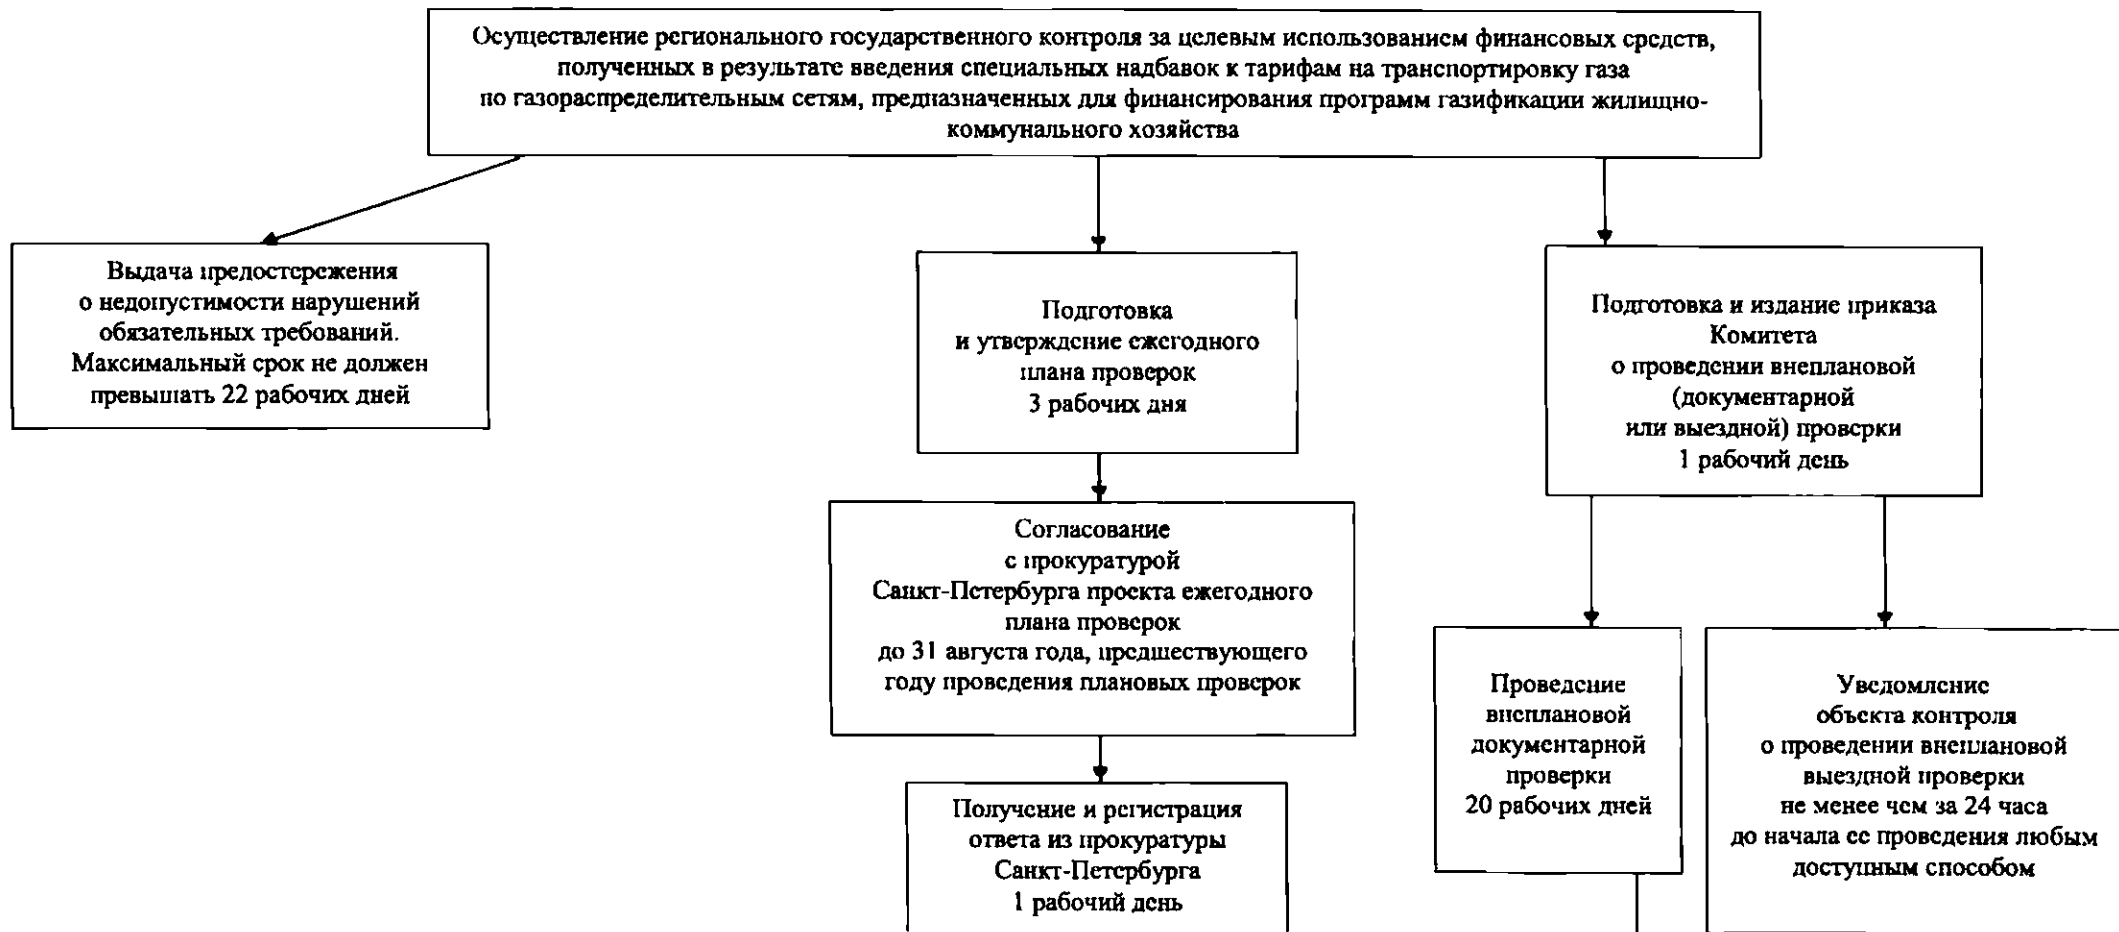 Осуществление регионального государственного контроля за целевым использованием финансовых средств,
полученных в результате введения специальных надбавок к тарифам на транспортировку газа
по газораспределительным сетям, предназначенных для финансирования программ газификации жилищно-
коммунального хозяйства
Выдача предостережения
о недопустимости нарушений
обязательных требований.
Максимальный срок не должен
превышать 22 рабочих дней
Подготовка
и утверждение ежегодного
плана проверок
3 рабочих дня
Подготовка и издание приказа
Комитета
о проведении внеплановой
(документарной
или выездной) проверки
1 рабочий день
Согласование
с прокуратурой
Санкт-Петербурга проекта ежегодного
плана проверок
до 31 августа года, предшествующего
году проведения плановых проверок
Проведение
внеплановой
документарной
проверки
20 рабочих дней
Уведомление
объекта контроля
о проведении внеплановой
выездной проверки
не менее чем за 24 часа
до начала ее проведения любым
доступным способом
Получение и регистрация
ответа из прокуратуры
Санкт-Петербурга
1 рабочий день